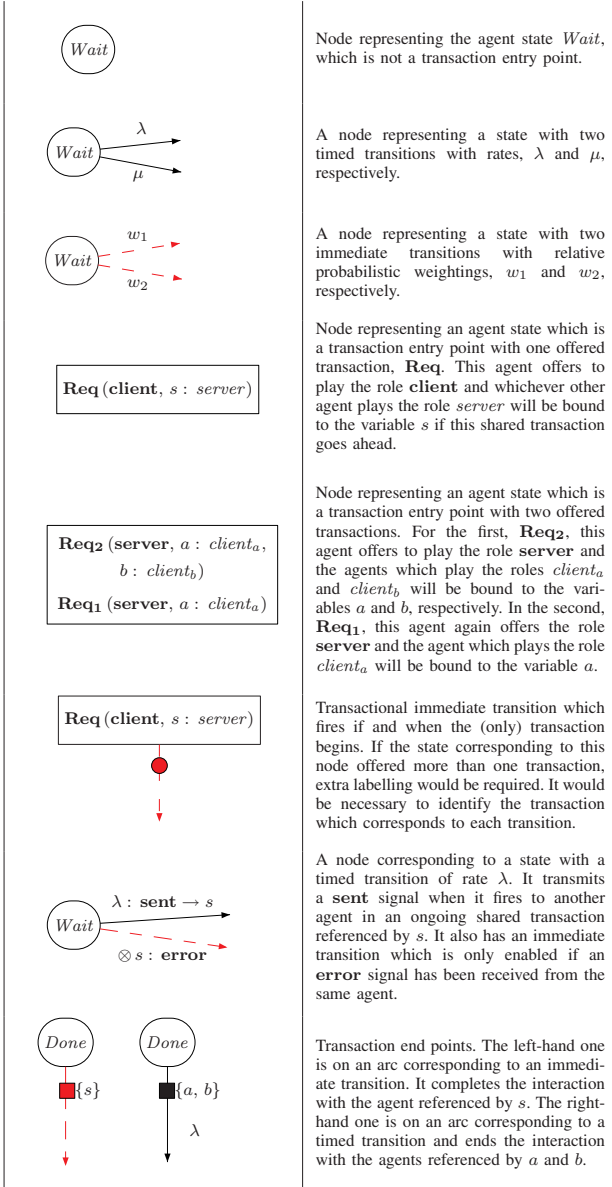 Wait
Node representing the agent state Wait,
which is not a transaction entry point.
λ
Wait
μ
A node representing a state with two
timed transitions with rates, λ and μ,
respectively.
w₁
Wait
w₂
A node representing a state with two
immediate transitions with relative
probabilistic weightings, w₁ and w₂,
respectively.
Req (client, s : server)
Node representing an agent state which is
a transaction entry point with one offered
transaction, Req. This agent offers to
play the role client and whichever other
agent plays the role server will be bound
to the variable s if this shared transaction
goes ahead.
Req₂ (server, a : clientₐ,
b : client_b)
Req₁ (server, a : clientₐ)
Node representing an agent state which is
a transaction entry point with two offered
transactions. For the first, Req₂, this
agent offers to play the role server and
the agents which play the roles clientₐ
and client_b will be bound to the vari-
ables a and b, respectively. In the second,
Req₁, this agent again offers the role
server and the agent which plays the role
clientₐ will be bound to the variable a.
Req (client, s : server)
Transactional immediate transition which
fires if and when the (only) transaction
begins. If the state corresponding to this
node offered more than one transaction,
extra labelling would be required. It would
be necessary to identify the transaction
which corresponds to each transition.
λ : sent → s
Wait
⊗ s : error
A node corresponding to a state with a
timed transition of rate λ. It transmits
a sent signal when it fires to another
agent in an ongoing shared transaction
referenced by s. It also has an immediate
transition which is only enabled if an
error signal has been received from the
same agent.
Done
{s}
Done
{a, b}
λ
Transaction end points. The left-hand one
is on an arc corresponding to an immedi-
ate transition. It completes the interaction
with the agent referenced by s. The right-
hand one is on an arc corresponding to a
timed transition and ends the interaction
with the agents referenced by a and b.